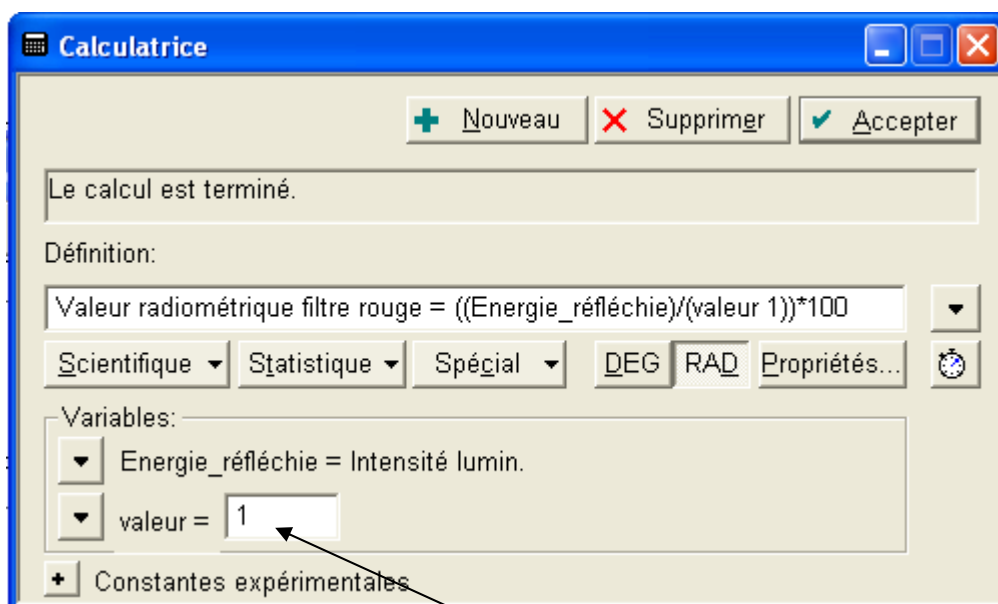 Calculatrice
Nouveau Supprimer Accepter
Le calcul est terminé.
Définition:
Valeur radiométrique filtre rouge = ((Energie_réfléchie)/(valeur 1))*100
Scientifique Statistique Spécial DEG RAD Propriétés...
Variables:
Energie_réfléchie = Intensité lumin.
valeur = 1
Constantes expérimentales